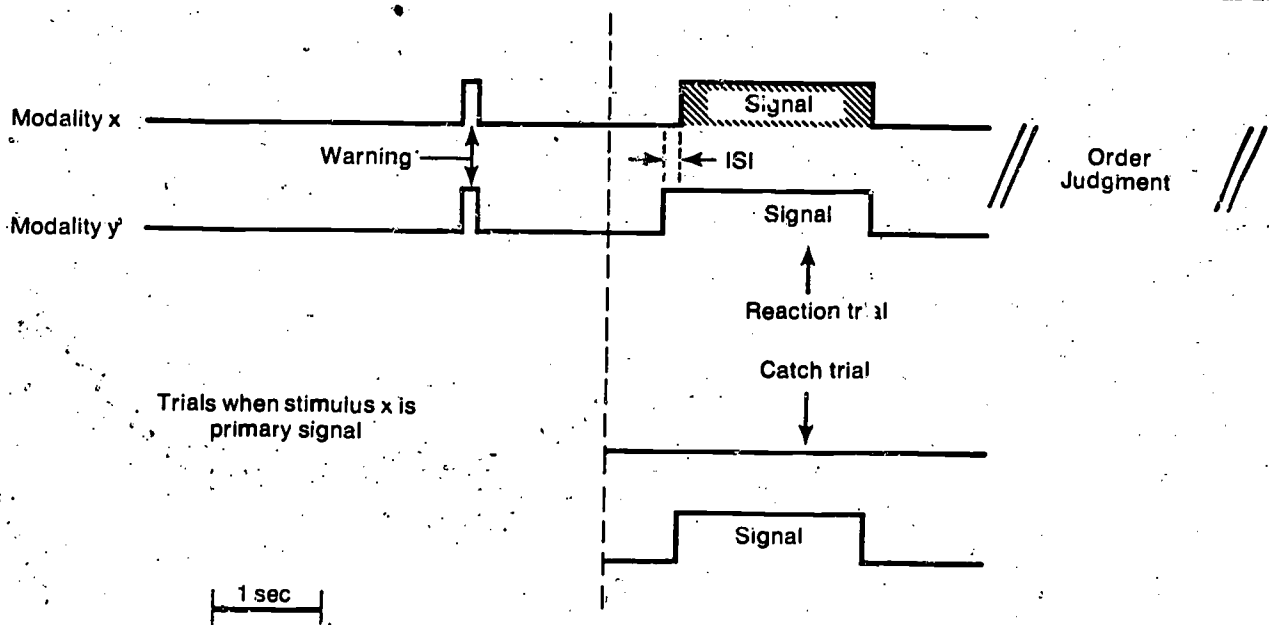 Modality x
Signal
Warning
ISI
Order
Judgment
Modality y
Signal
Reaction trial
Catch trial
Trials when stimulus x is
primary signal
Signal
1 sec